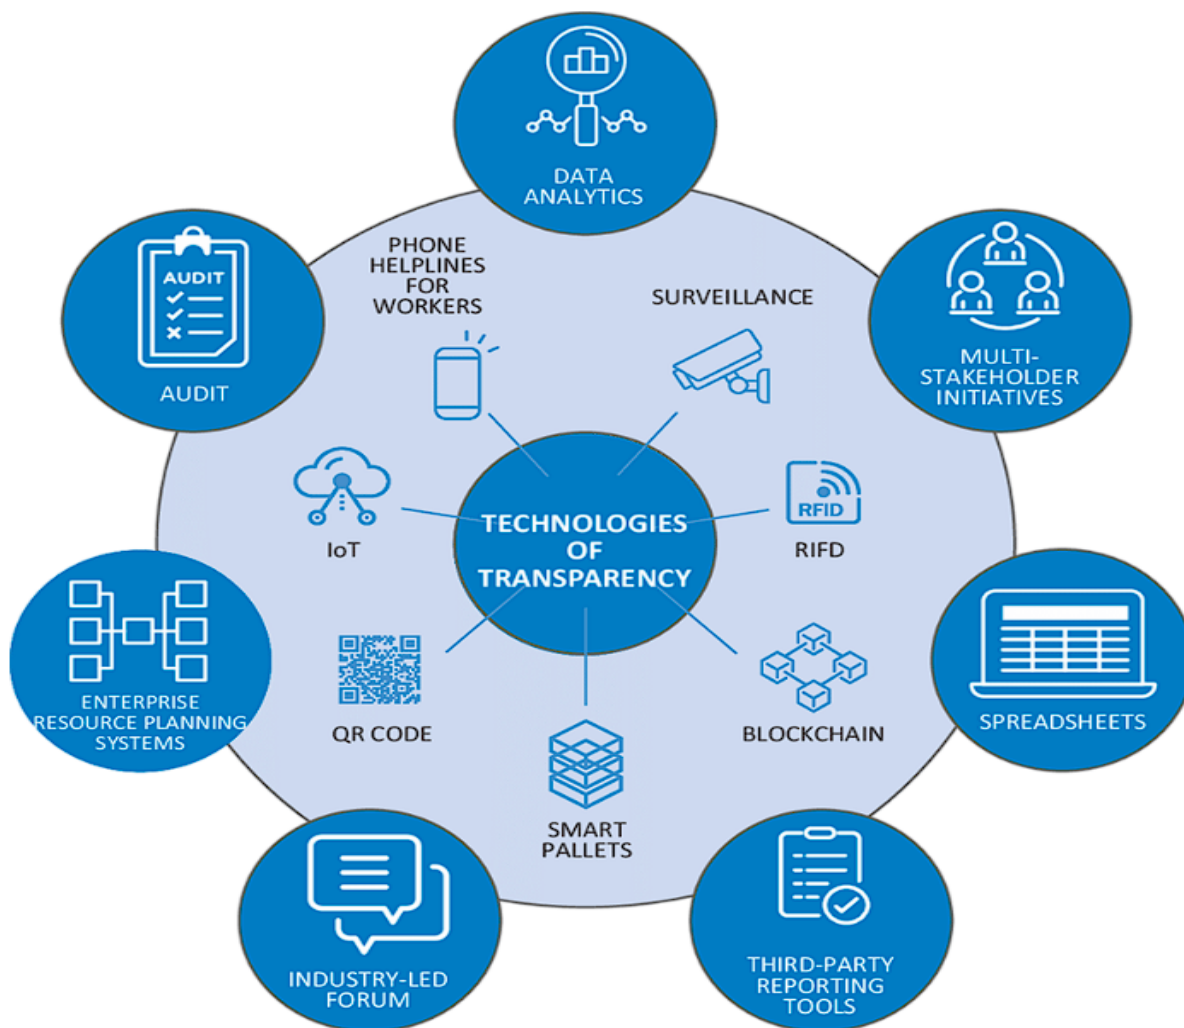 DATA
ANALYTICS
PHONE
HELPLINES
FOR
WORKERS
SURVEILLANCE
AUDIT
AUDIT
MULTI-
STAKEHOLDER
INITIATIVES
IoT
TECHNOLOGIES
OF
TRANSPARENCY
RFID
RIFD
ENTERPRISE
RESOURCE PLANNING
SYSTEMS
QR CODE
BLOCKCHAIN
SPREADSHEETS
SMART
PALLETS
INDUSTRY-LED
FORUM
THIRD-PARTY
REPORTING
TOOLS